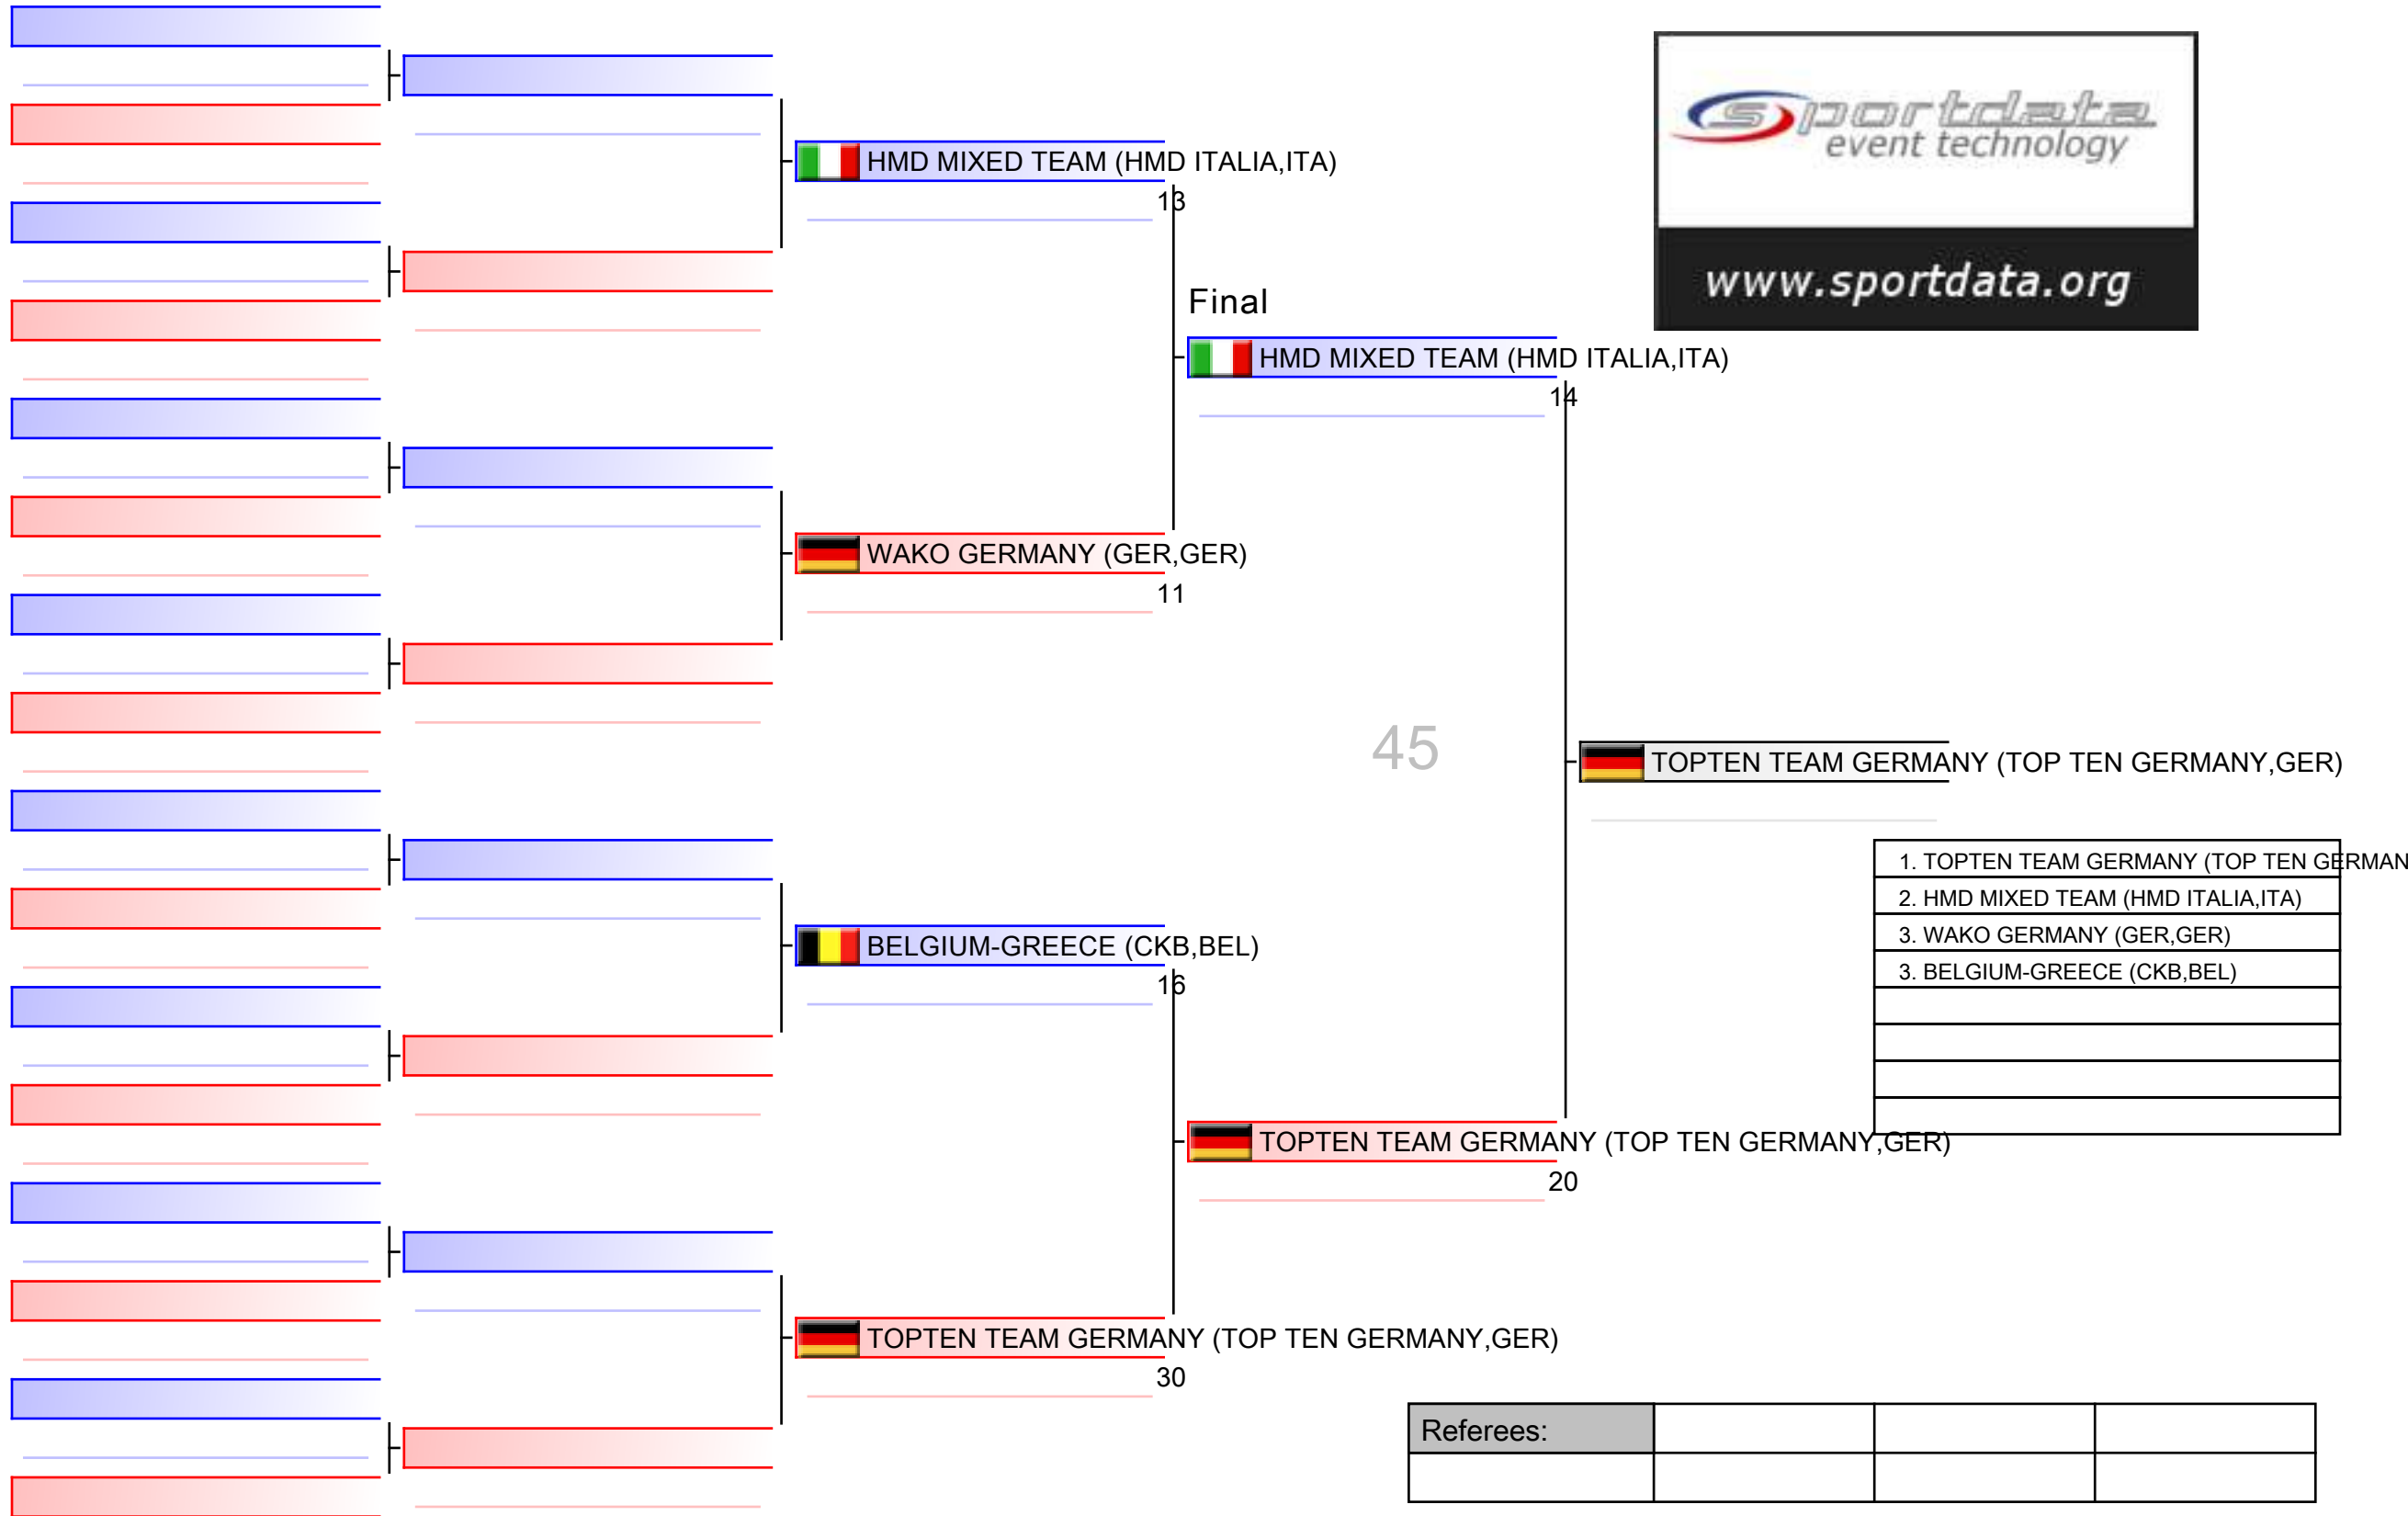 sportdata
event technology
www.sportdata.org
HMD MIXED TEAM (HMD ITALIA,ITA)
13
Final
HMD MIXED TEAM (HMD ITALIA,ITA)
14
WAKO GERMANY (GER,GER)
11
45
TOPTEN TEAM GERMANY (TOP TEN GERMANY,GER)
1. TOPTEN TEAM GERMANY (TOP TEN GERMAN
2. HMD MIXED TEAM (HMD ITALIA,ITA)
3. WAKO GERMANY (GER,GER)
3. BELGIUM-GREECE (CKB,BEL)
BELGIUM-GREECE (CKB,BEL)
16
TOPTEN TEAM GERMANY (TOP TEN GERMANY,GER)
20
TOPTEN TEAM GERMANY (TOP TEN GERMANY,GER)
30
Referees: